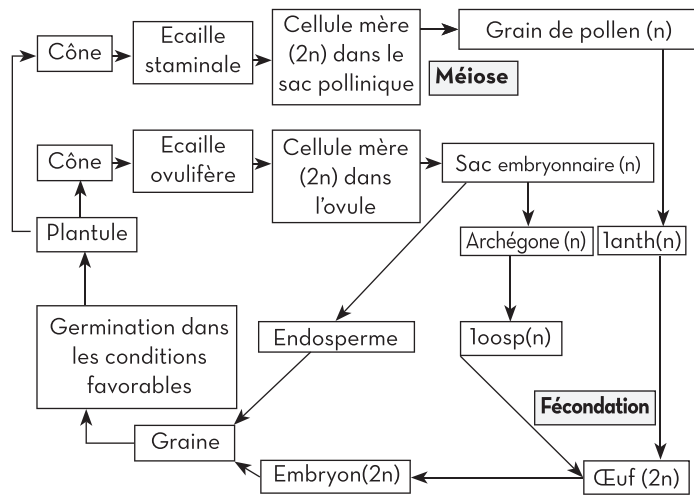 Cône
Ecaille
staminale
Cellule mère
(2n) dans le
sac pollinique
Grain de pollen (n)
Méiose
Cône
Ecaille
ovulifère
Cellule mère
(2n) dans
l'ovule
Sac embryonnaire (n)
Plantule
Archégone (n)
1anth(n)
Germination dans
les conditions
favorables
Endosperme
1oosp(n)
Fécondation
Graine
Embryon(2n)
Œuf (2n)